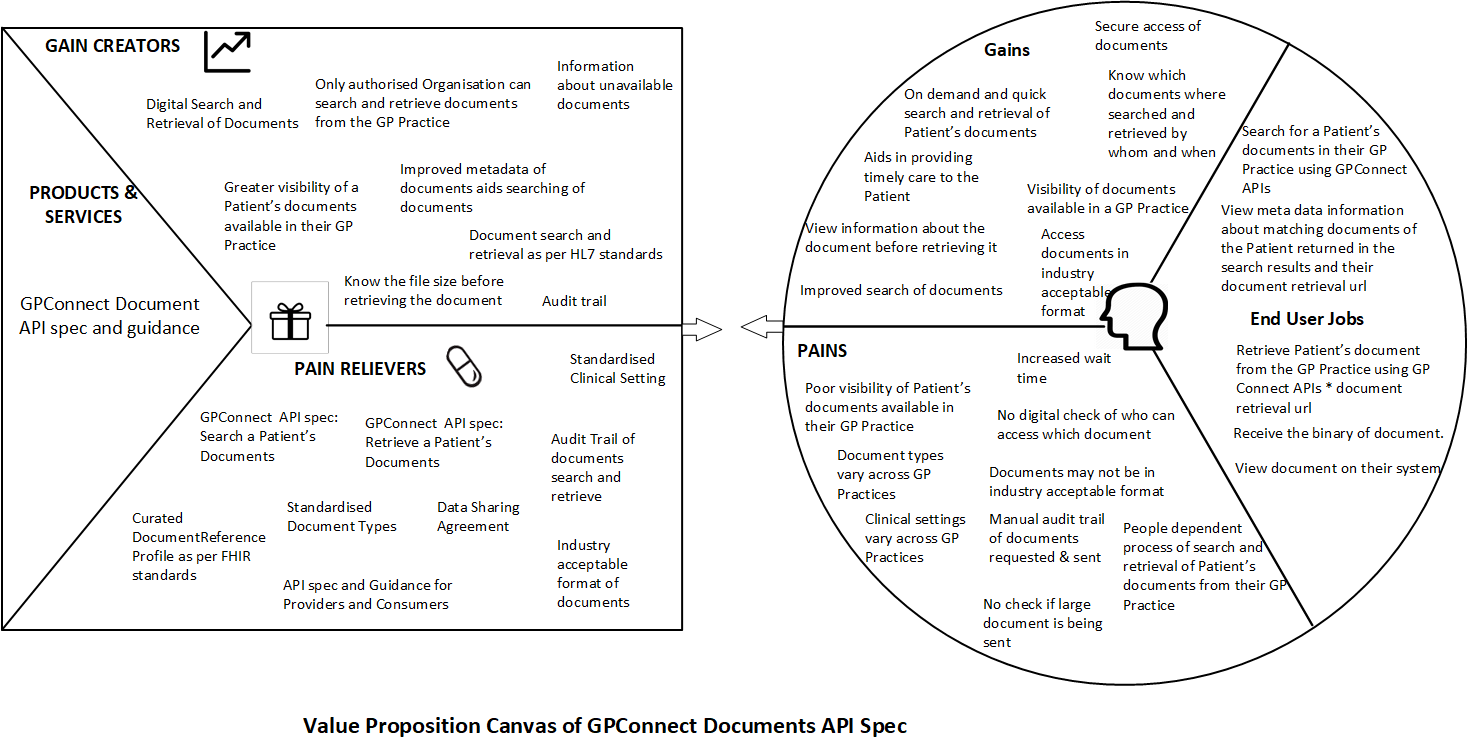 GAIN CREATORS
Digital Search and
Retrieval of Documents
Only authorised Organisation can
search and retrieve documents
from the GP Practice
Information
about unavailable
documents
Greater visibility of a
Patient's documents
available in their GP
Practice
Improved metadata of
documents aids searching of
documents
Document search and
retrieval as per HL7 standards
Know the file size before
retrieving the document
Audit trail
PRODUCTS &
SERVICES
GPConnect Document
API spec and guidance
PAIN RELIEVERS
Standardised
Clinical Setting
GPConnect API spec:
Search a Patient's
Documents
GPConnect API spec:
Retrieve a Patient's
Documents
Audit Trail of
documents
search and
retrieve
Curated
DocumentReference
Profile as per FHIR
standards
Standardised
Document Types
Data Sharing
Agreement
API spec and Guidance for
Providers and Consumers
Industry
acceptable
format of
documents
Gains
Secure access of
documents
On demand and quick
search and retrieval of
Patient's documents
Know which
documents where
searched and
retrieved by
whom and when
Aids in providing
timely care to the
Patient
Visibility of documents
available in a GP Practice
View information about the
document before retrieving it
Access
documents in
industry
acceptable
format
Improved search of documents
PAINS
Increased wait
time
Poor visibility of Patient's
documents available in
their GP Practice
No digital check of who can
access which document
Document types
vary across GP
Practices
Documents may not be in
industry acceptable format
Clinical settings
vary across GP
Practices
Manual audit trail
of documents
requested & sent
People dependent
process of search and
retrieval of Patient's
documents from their GP
Practice
No check if large
document is being
sent
Search for a Patient's
documents in their GP
Practice using GPConnect
APIs
View meta data information
about matching documents of
the Patient returned in the
search results and their
document retrieval url
End User Jobs
Retrieve Patient's document
from the GP Practice using GP
Connect APIs * document
retrieval url
Receive the binary of document.
View document on their system
Value Proposition Canvas of GPConnect Documents API Spec